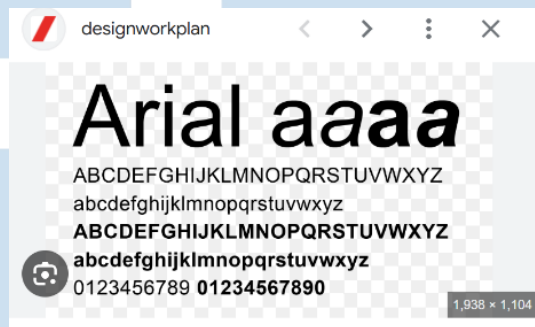 designworkplan
Arial aaaa
ABCDEFGHIJKLMNOPQRSTUVWXYZ
abcdefghijklmnopqrstuvwxyz
ABCDEFGHIJKLMNOPQRSTUVWXYZ
abcdefghijklmnopqrstuvwxyz
0123456789 01234567890
1,938 × 1,104